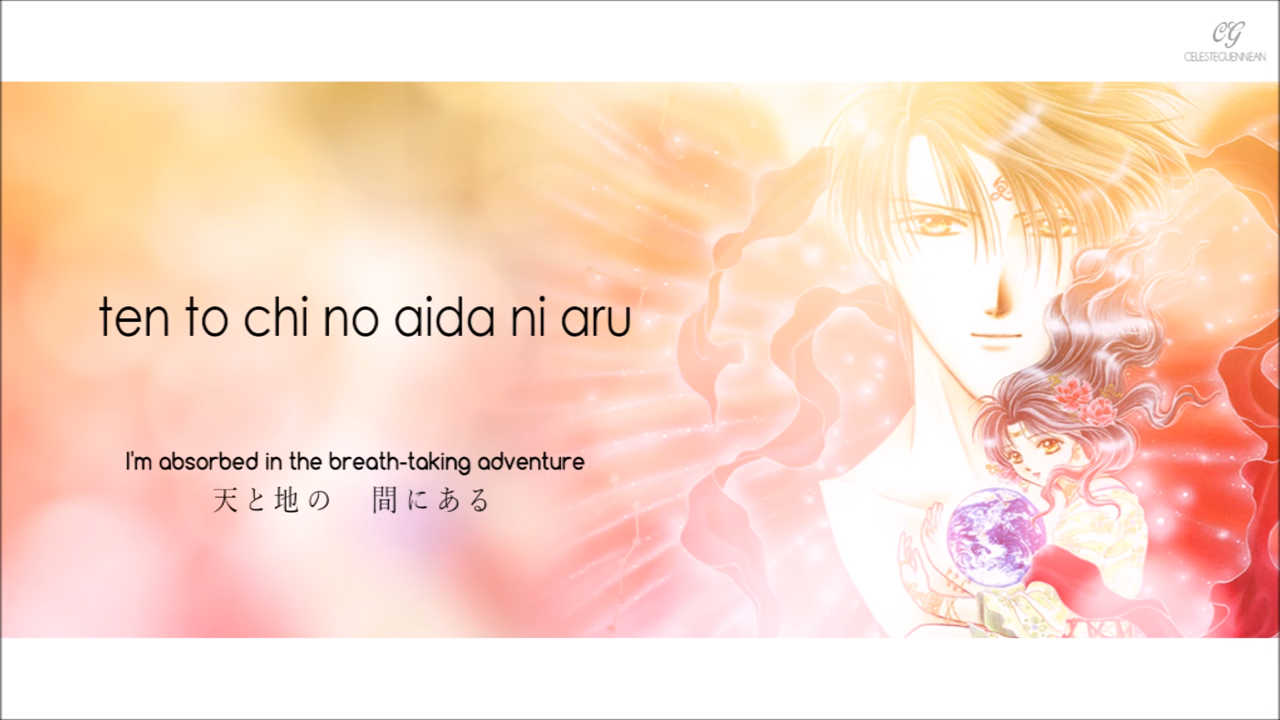 CG
CELESTEGUENNEAN
ten to chi no aida ni aru
I'm absorbed in the breath-taking adventure
天と地の　間にある